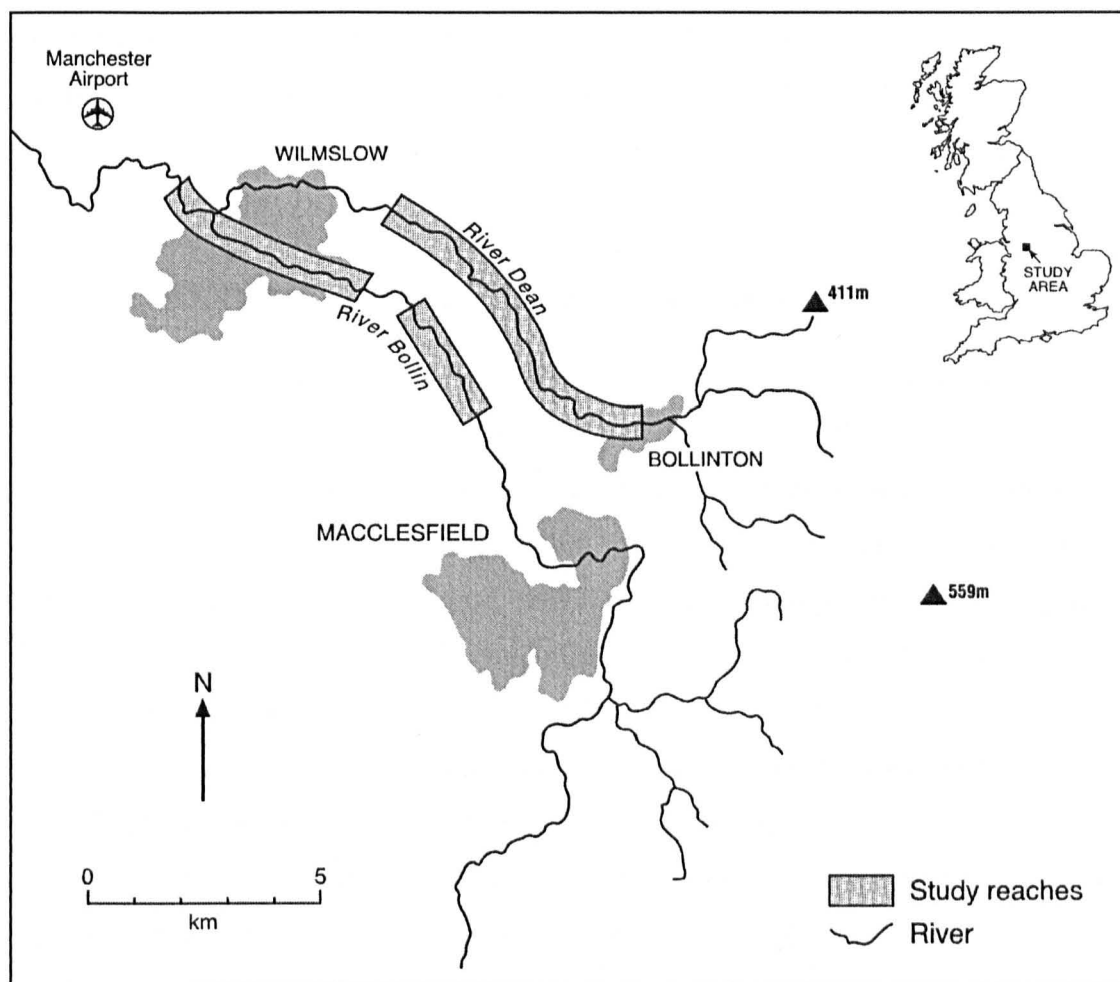 Manchester
Airport
WILMSLOW
River Dean
River Bollin
411m
STUDY
AREA
BOLLINTON
MACCLESFIELD
559m
N
0 5
km
Study reaches
River